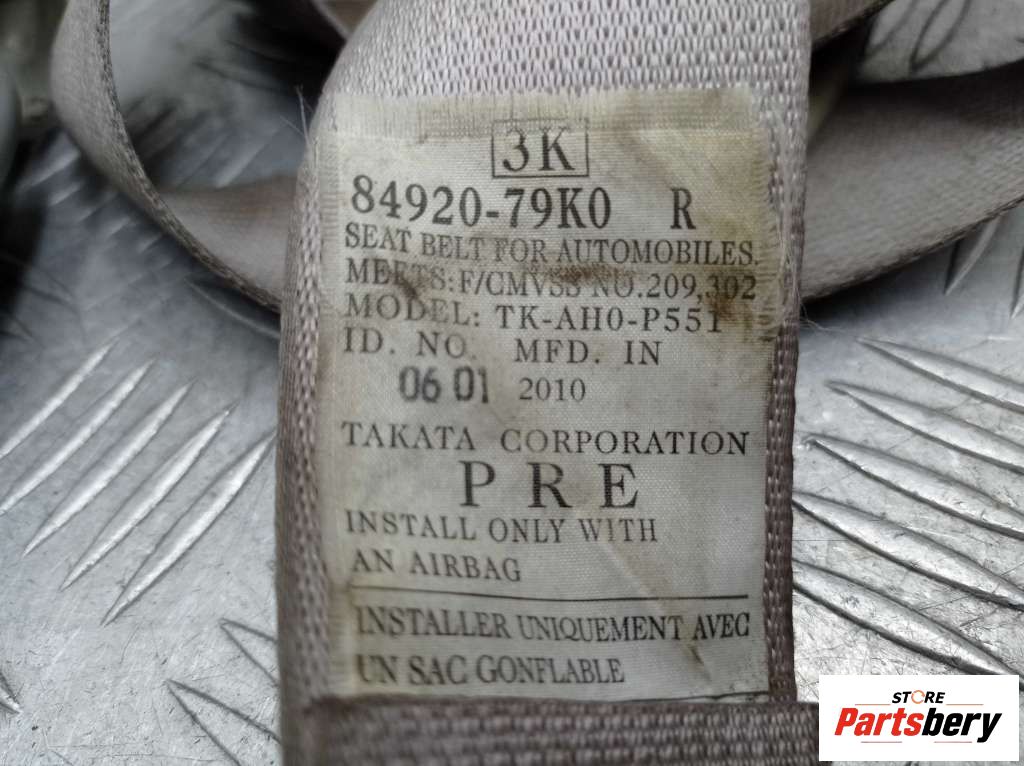 3K
84920-79K0 R
SEAT BELT FOR AUTOMOBILES.
MEETS: F/CMVSS NO.209,302
MODEL: TK-AH0-P551
ID. NO. MFD. IN
06 01 2010
TAKATA CORPORATION
PRE
INSTALL ONLY WITH
AN AIRBAG
INSTALLER UNIQUEMENT AVEC
UN SAC GONFLABLE
STORE
Partsbery